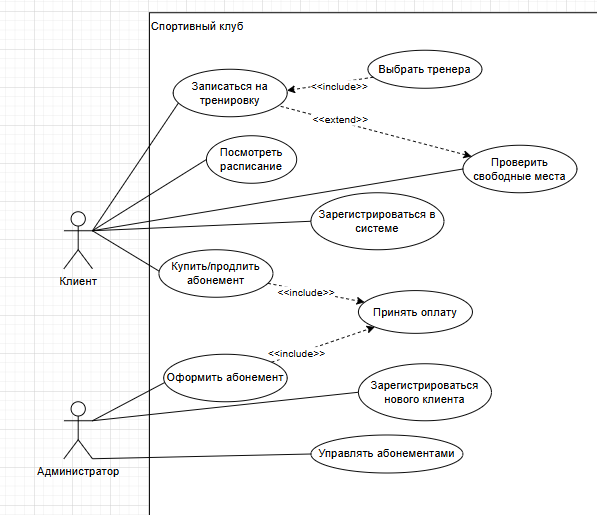 Спортивный клуб
Выбрать тренера
Записаться на
тренировку
<<include>>
<<extend>>
Посмотреть
расписание
Проверить
свободные места
Зарегистрироваться в
системе
Клиент
Купить/продлить
абонемент
<<include>>
Принять оплату
<<include>>
Оформить абонемент
Зарегистрироваться
нового клиента
Администратор
Управлять абонементами